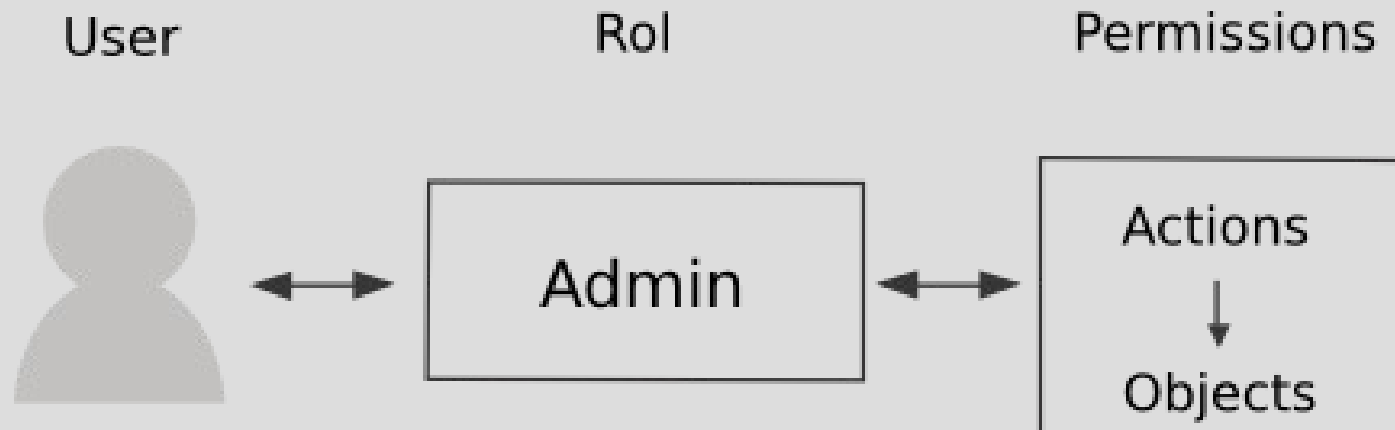 User
Rol
Permissions
Admin
Actions
Objects